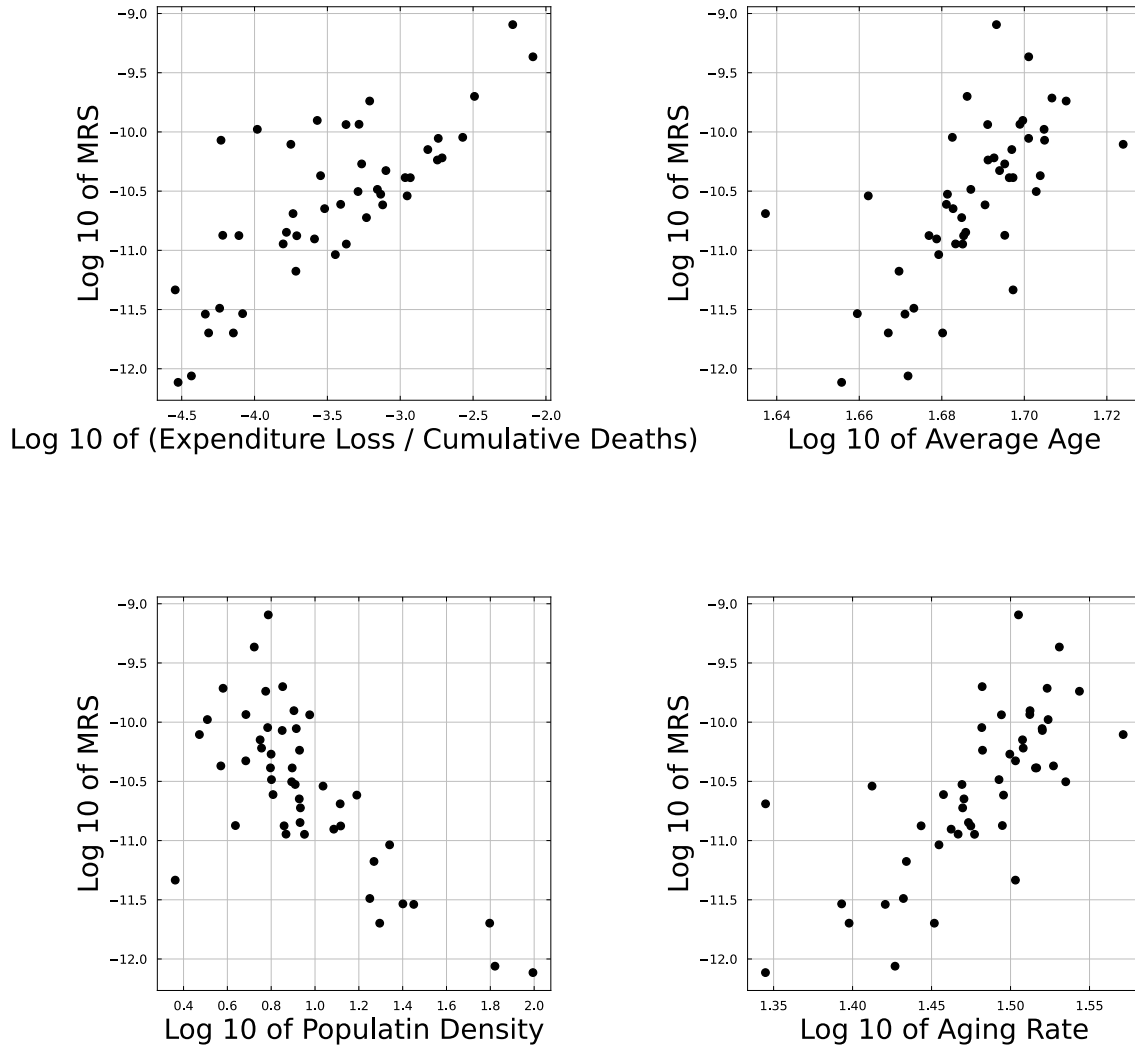 −9.0
−9.5
−10.0
−10.5
−11.0
−11.5
−12.0
Log 10 of MRS
−4.5 −4.0 −3.5 −3.0 −2.5 −2.0
Log 10 of (Expenditure Loss / Cumulative Deaths)
−9.0
−9.5
−10.0
−10.5
−11.0
−11.5
−12.0
Log 10 of MRS
1.64 1.66 1.68 1.70 1.72
Log 10 of Average Age
−9.0
−9.5
−10.0
−10.5
−11.0
−11.5
−12.0
Log 10 of MRS
0.4 0.6 0.8 1.0 1.2 1.4 1.6 1.8 2.0
Log 10 of Populatin Density
−9.0
−9.5
−10.0
−10.5
−11.0
−11.5
−12.0
Log 10 of MRS
1.35 1.40 1.45 1.50 1.55
Log 10 of Aging Rate